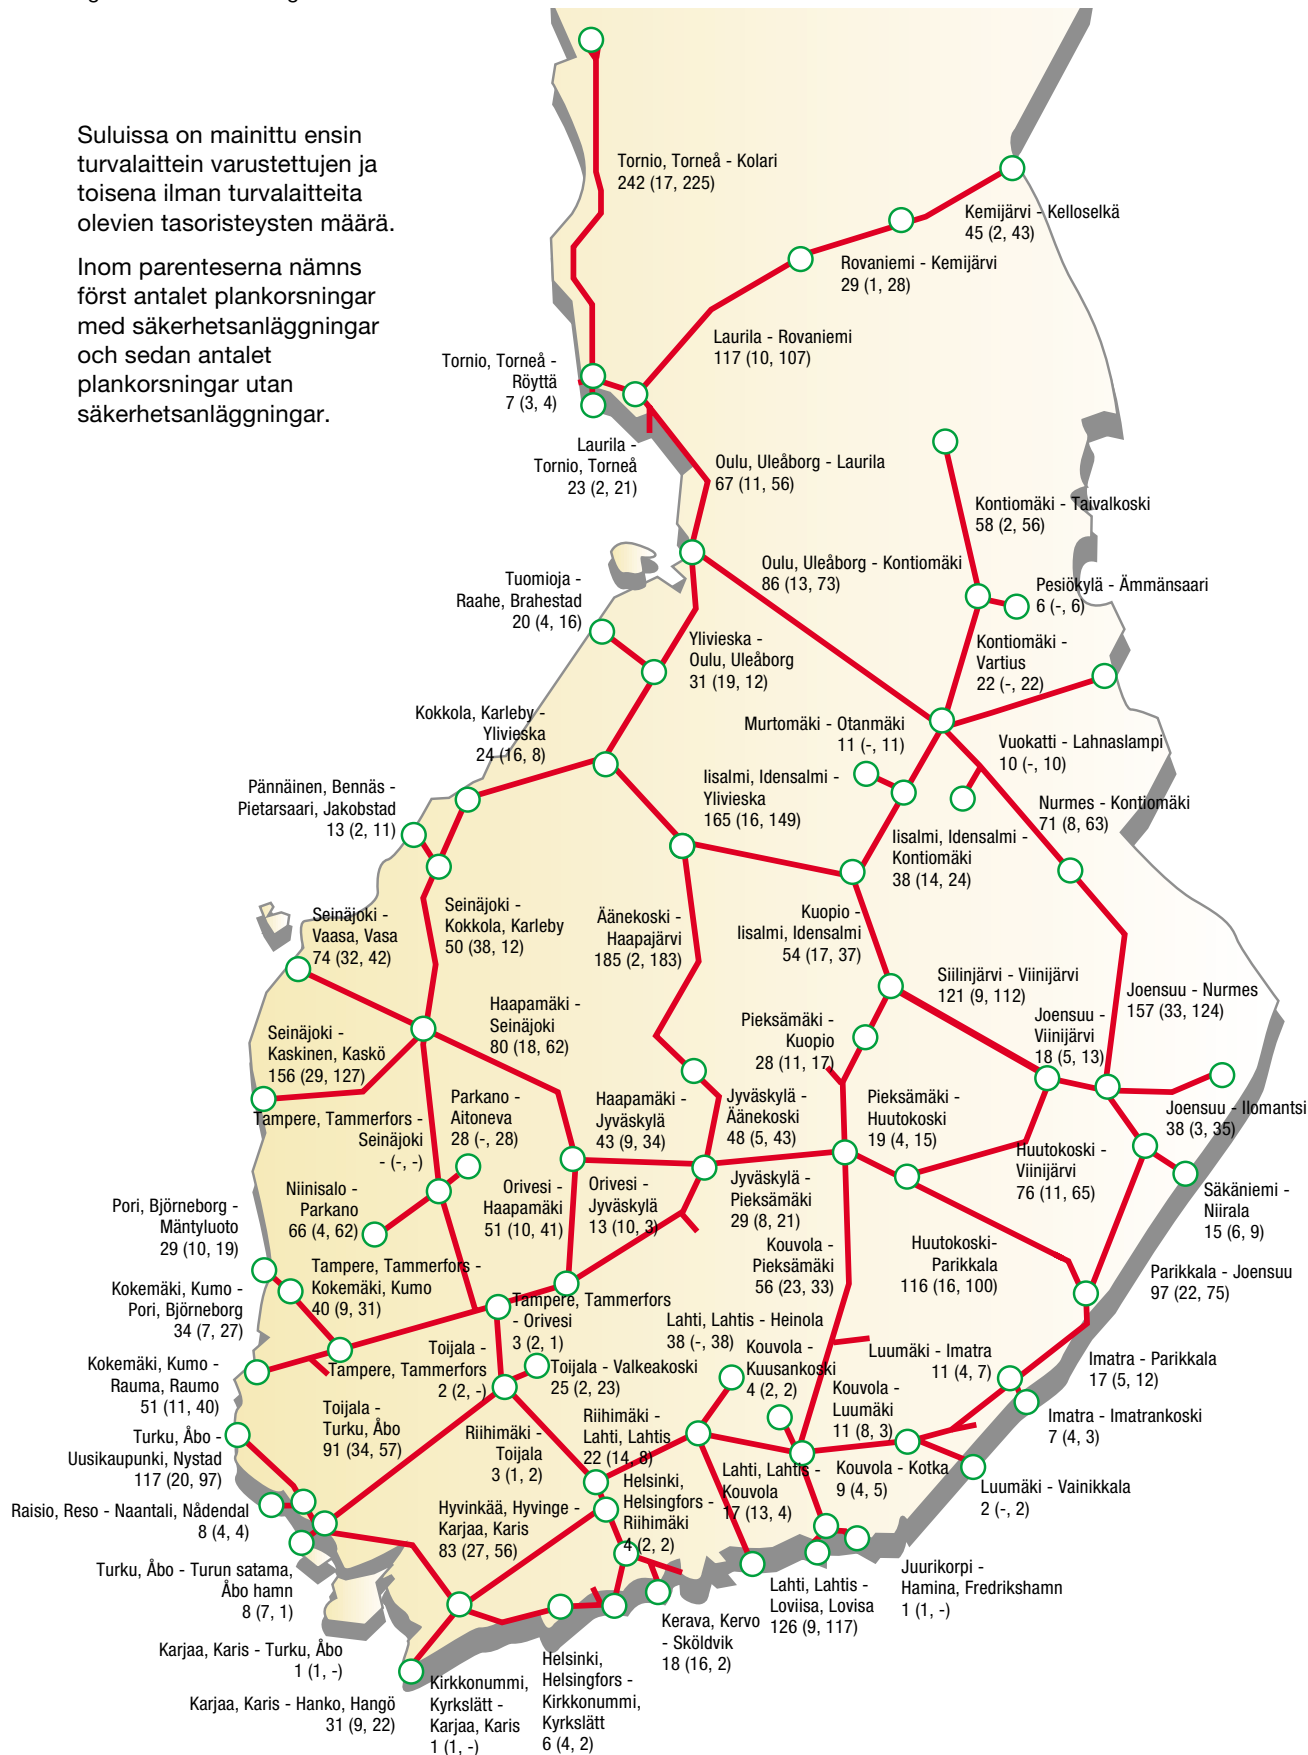 Suluissa on mainittu ensin
turvalaittein varustettujen ja
toisena ilman turvalaitteita
olevien tasoristeysten määrä.
Inom parenteserna nämns
först antalet plankorsningar
med säkerhetsanläggningar
och sedan antalet
plankorsningar utan
säkerhetsanläggningar.
Tornio, Torneå - Kolari
242 (17, 225)
Kemijärvi - Kelloselkä
45 (2, 43)
Rovaniemi - Kemijärvi
29 (1, 28)
Laurila - Rovaniemi
117 (10, 107)
Tornio, Torneå -
Röyttä
7 (3, 4)
Laurila -
Tornio, Torneå
23 (2, 21)
Oulu, Uleåborg - Laurila
67 (11, 56)
Kontiomäki - Taivalkoski
58 (2, 56)
Oulu, Uleåborg - Kontiomäki
86 (13, 73)
Pesiökylä - Ämmänsaari
6 (-, 6)
Tuomioja -
Raahe, Brahestad
20 (4, 16)
Ylivieska -
Oulu, Uleåborg
31 (19, 12)
Kontiomäki -
Vartius
22 (-, 22)
Kokkola, Karleby -
Ylivieska
24 (16, 8)
Murtomäki - Otanmäki
11 (-, 11)
Vuokatti - Lahnaslampi
10 (-, 10)
Pännäinen, Bennäs -
Pietarsaari, Jakobstad
13 (2, 11)
Iisalmi, Idensalmi -
Ylivieska
165 (16, 149)
Nurmes - Kontiomäki
71 (8, 63)
Iisalmi, Idensalmi -
Kontiomäki
38 (14, 24)
Seinäjoki -
Vaasa, Vasa
74 (32, 42)
Seinäjoki -
Kokkola, Karleby
50 (38, 12)
Äänekoski -
Haapajärvi
185 (2, 183)
Kuopio -
Iisalmi, Idensalmi
54 (17, 37)
Siilinjärvi - Viinijärvi
121 (9, 112)
Joensuu - Nurmes
157 (33, 124)
Haapamäki -
Seinäjoki
80 (18, 62)
Pieksämäki -
Kuopio
28 (11, 17)
Joensuu -
Viinijärvi
18 (5, 13)
Seinäjoki -
Kaskinen, Kaskö
156 (29, 127)
Parkano -
Aitoneva
28 (-, 28)
Haapamäki -
Jyväskylä
43 (9, 34)
Jyväskylä -
Äänekoski
48 (5, 43)
Pieksämäki -
Huutokoski
19 (4, 15)
Joensuu - Ilomantsi
38 (3, 35)
Tampere, Tammerfors -
Seinäjoki
- (-, -)
Huutokoski -
Viinijärvi
76 (11, 65)
Niinisalo -
Parkano
66 (4, 62)
Orivesi -
Haapamäki
51 (10, 41)
Orivesi -
Jyväskylä
13 (10, 3)
Jyväskylä -
Pieksämäki
29 (8, 21)
Säkäniemi -
Niirala
15 (6, 9)
Pori, Björneborg -
Mäntyluoto
29 (10, 19)
Kouvola -
Pieksämäki
56 (23, 33)
Huutokoski-
Parikkala
116 (16, 100)
Parikkala - Joensuu
97 (22, 75)
Tampere, Tammerfors -
Kokemäki, Kumo
40 (9, 31)
Kokemäki, Kumo -
Pori, Björneborg
34 (7, 27)
Tampere, Tammerfors
- Orivesi
3 (2, 1)
Lahti, Lahtis - Heinola
38 (-, 38)
Toijala -
Tampere, Tammerfors
2 (2, -)
Kouvola -
Kuusankoski
4 (2, 2)
Luumäki - Imatra
11 (4, 7)
Imatra - Parikkala
17 (5, 12)
Kokemäki, Kumo -
Rauma, Raumo
51 (11, 40)
Toijala - Valkeakoski
25 (2, 23)
Kouvola -
Luumäki
11 (8, 3)
Imatra - Imatrankoski
7 (4, 3)
Toijala -
Turku, Åbo
91 (34, 57)
Riihimäki -
Lahti, Lahtis
22 (14, 8)
Turku, Åbo -
Uusikaupunki, Nystad
117 (20, 97)
Riihimäki -
Toijala
3 (1, 2)
Lahti, Lahtis -
Kouvola
17 (13, 4)
Kouvola - Kotka
9 (4, 5)
Luumäki - Vainikkala
2 (-, 2)
Raisio, Reso - Naantali, Nådendal
8 (4, 4)
Hyvinkää, Hyvinge -
Karjaa, Karis
83 (27, 56)
Helsinki,
Helsingfors -
Riihimäki
4 (2, 2)
Turku, Åbo - Turun satama,
Åbo hamn
8 (7, 1)
Juurikorpi -
Hamina, Fredrikshamn
1 (1, -)
Lahti, Lahtis -
Loviisa, Lovisa
126 (9, 117)
Kerava, Kervo
- Sköldvik
18 (16, 2)
Karjaa, Karis - Turku, Åbo
1 (1, -)
Helsinki,
Helsingfors -
Kirkkonummi,
Kyrkslätt
6 (4, 2)
Karjaa, Karis - Hanko, Hangö
31 (9, 22)
Kirkkonummi,
Kyrkslätt -
Karjaa, Karis
1 (1, -)